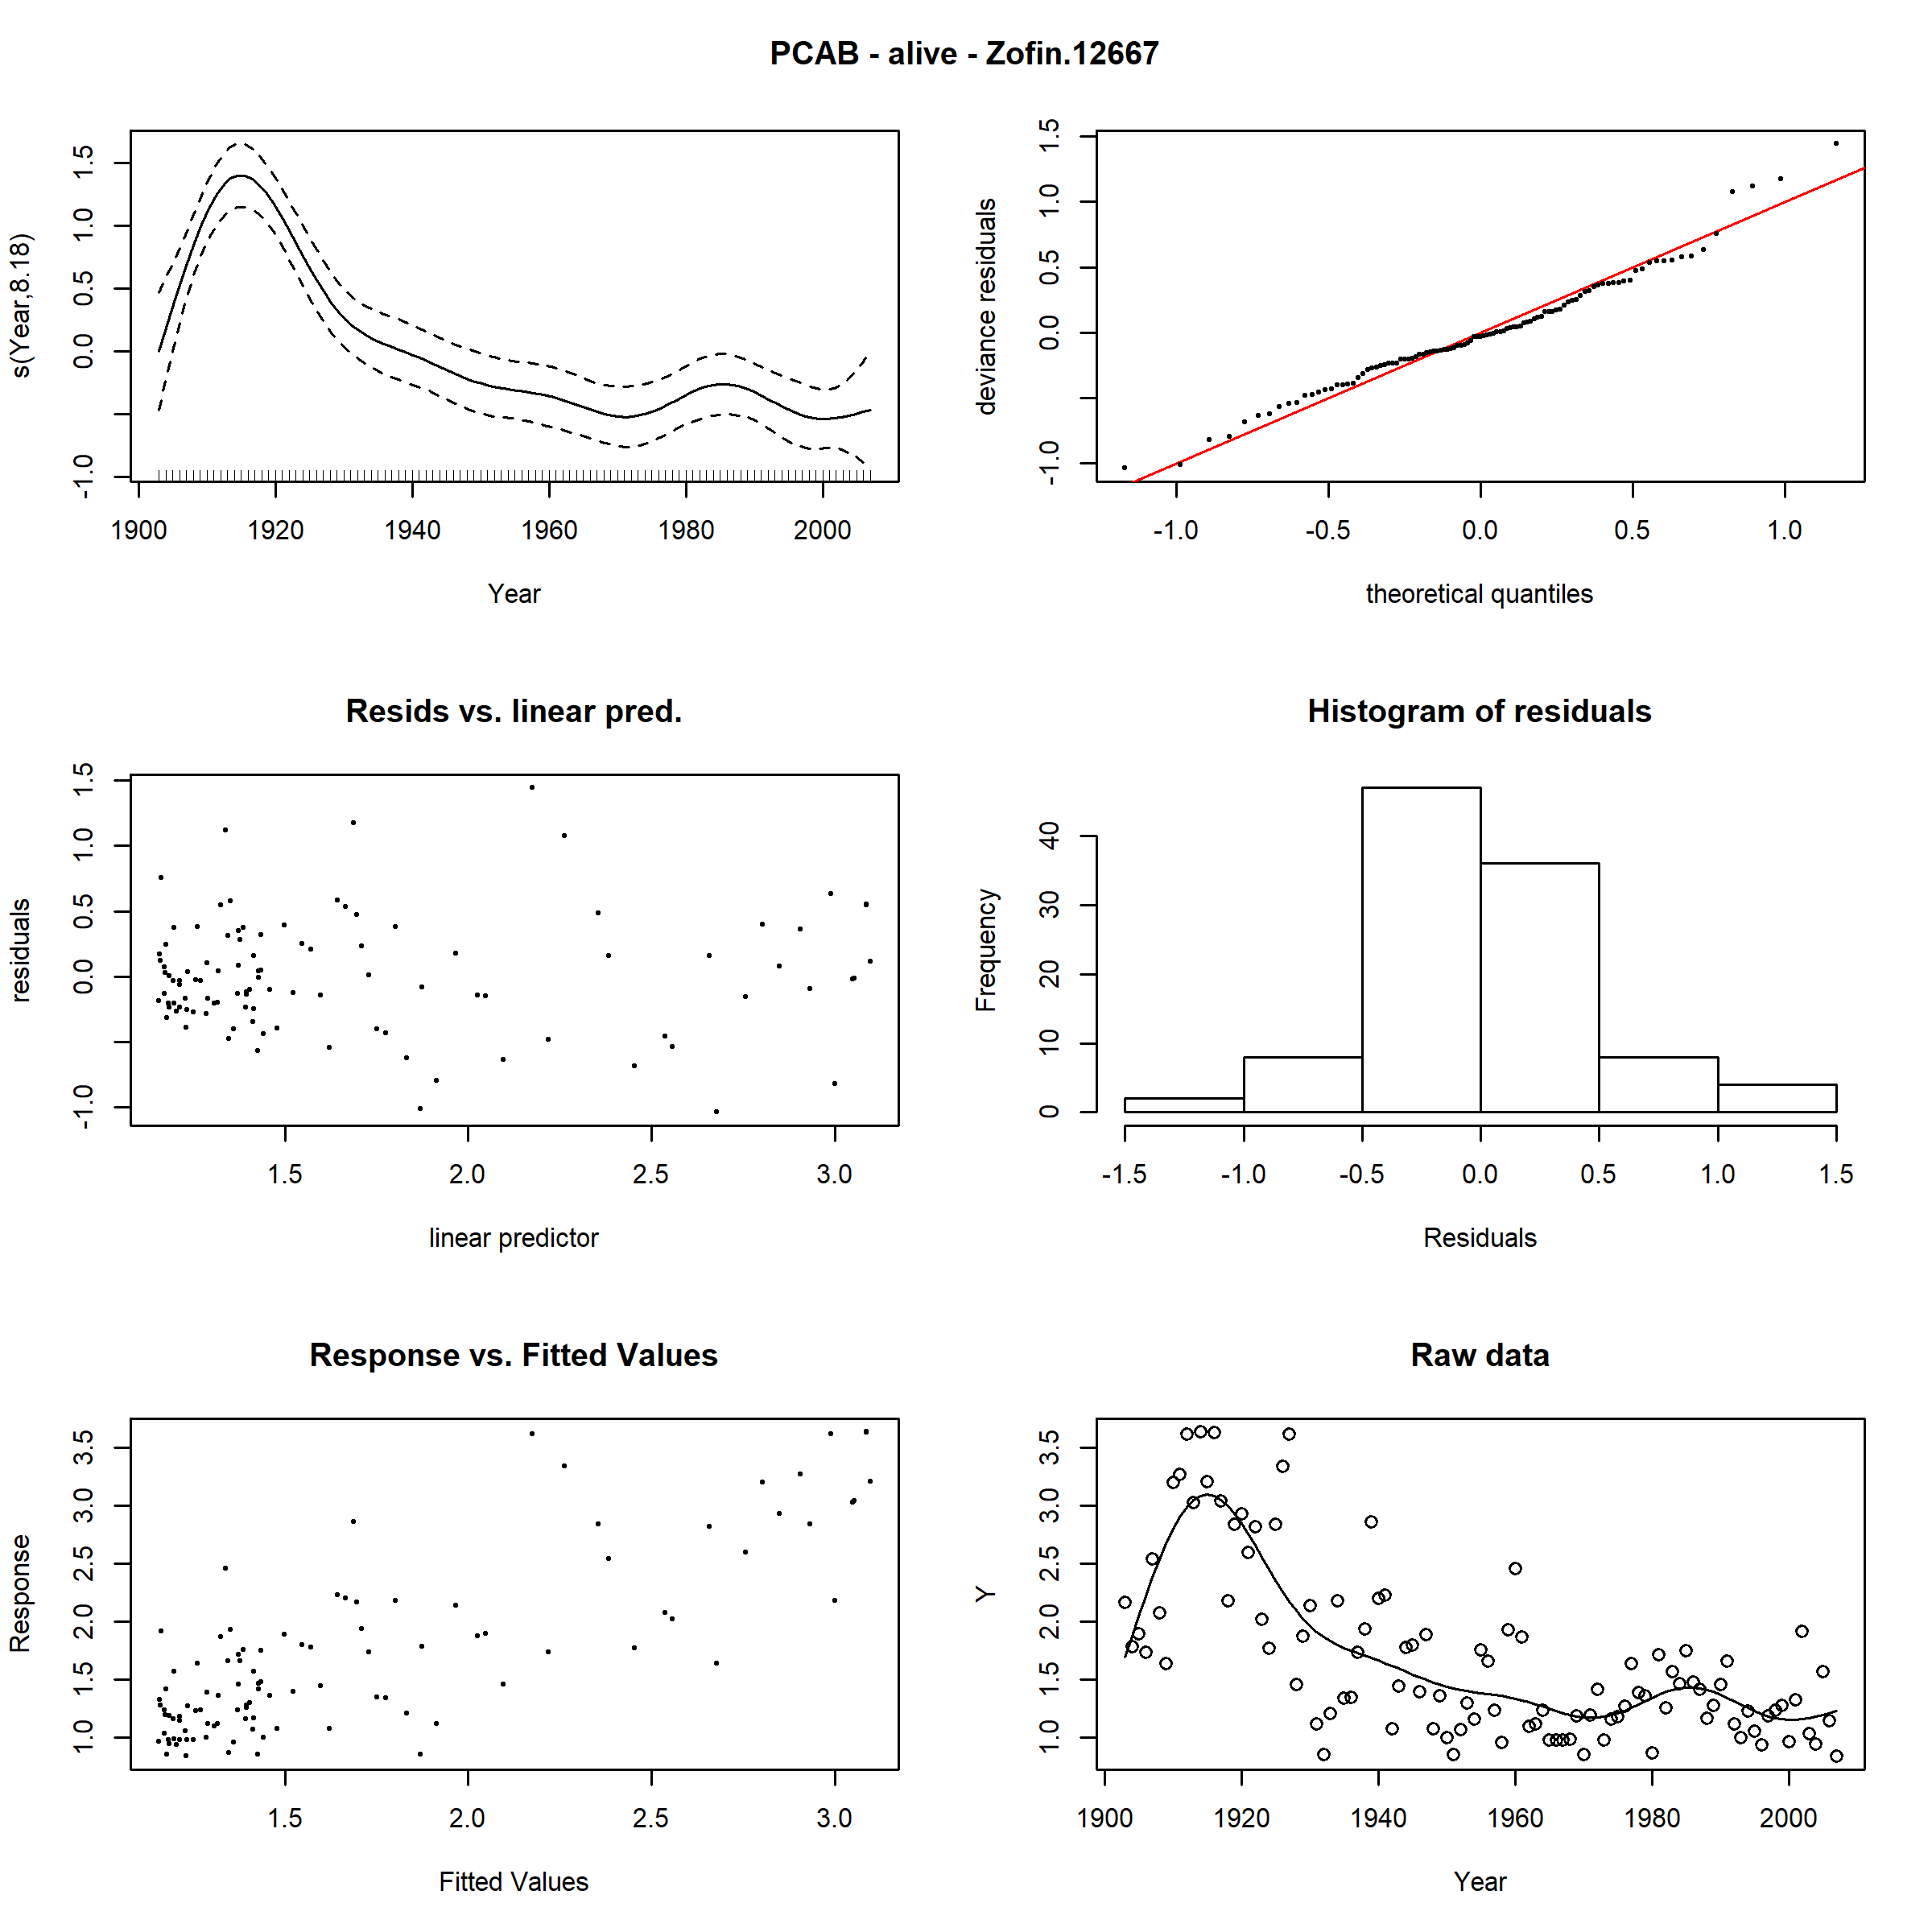 PCAB - alive - Zofin.12667
s(Year,8.18)
-1.0 0.0 0.5 1.0 1.5
1900 1920 1940 1960 1980 2000
Year
deviance residuals
-1.0 0.0 0.5 1.0 1.5
-1.0 -0.5 0.0 0.5 1.0
theoretical quantiles
Resids vs. linear pred.
residuals
-1.0 0.0 0.5 1.0 1.5
1.5 2.0 2.5 3.0
linear predictor
Histogram of residuals
Frequency
0 10 20 30 40
-1.5 -1.0 -0.5 0.0 0.5 1.0 1.5
Residuals
Response vs. Fitted Values
Response
1.0 1.5 2.0 2.5 3.0 3.5
1.5 2.0 2.5 3.0
Fitted Values
Raw data
Y
1.0 1.5 2.0 2.5 3.0 3.5
1900 1920 1940 1960 1980 2000
Year